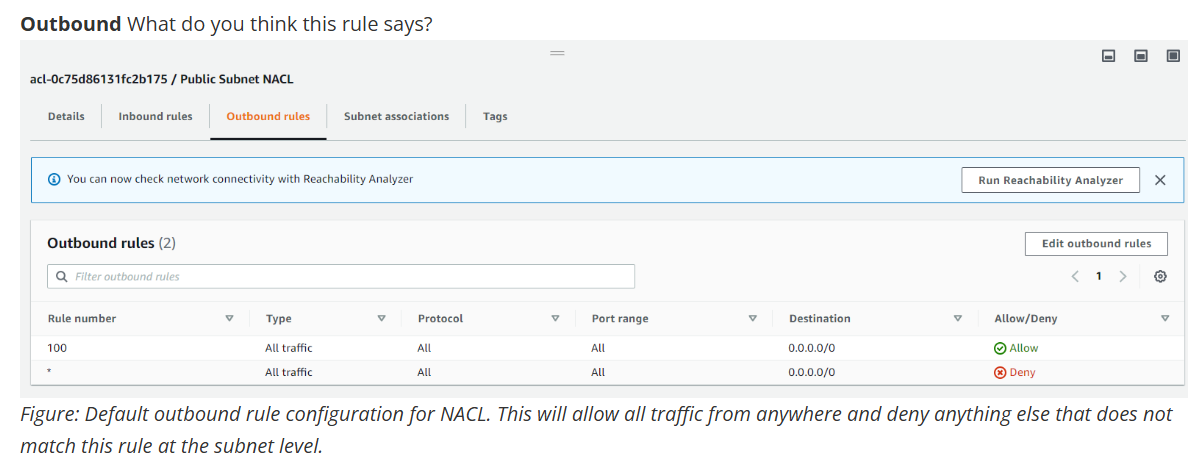 Outbound What do you think this rule says?
acl-0c75d86131fc2b175 / Public Subnet NACL
Details Inbound rules Outbound rules Subnet associations Tags
You can now check network connectivity with Reachability Analyzer Run Reachability Analyzer
Outbound rules (2) Edit outbound rules
Filter outbound rules 1
Rule number Type Protocol Port range Destination Allow/Deny
100 All traffic All All 0.0.0.0/0 Allow
* All traffic All All 0.0.0.0/0 Deny
Figure: Default outbound rule configuration for NACL. This will allow all traffic from anywhere and deny anything else that does not
match this rule at the subnet level.